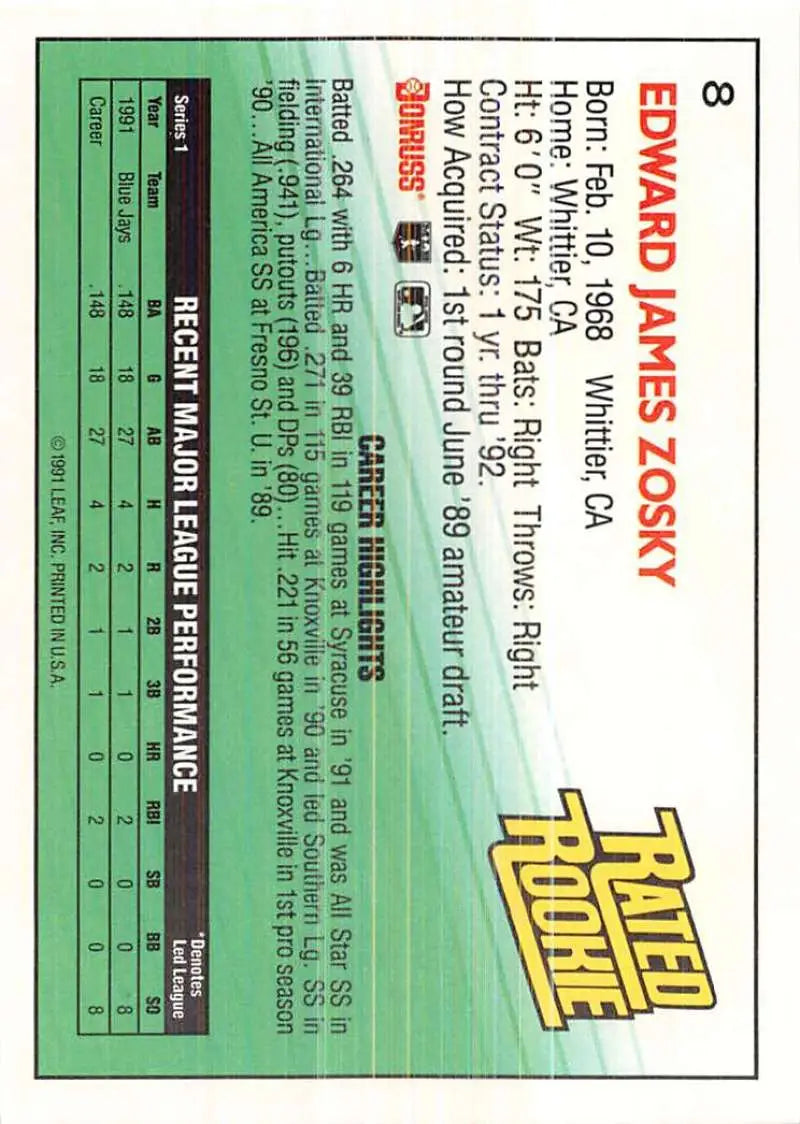 8
EDWARD JAMES ZOSKY
Born: Feb. 10, 1968 Whittier, CA
Home: Whittier, CA
Ht: 6'0" Wt: 175 Bats: Right Throws: Right
Contract Status: 1 yr. thru '92.
How Acquired: 1st round June '89 amateur draft.
RATED
ROOKIE
DONRUSS
CAREER HIGHLIGHTS
Batted .264 with 6 HR and 39 RBI in 119 games at Syracuse in '91 and was All Star SS in
International Lg...Batted .271 in 115 games at Knoxville in '90 and led Southern Lg. SS in
fielding (.941), putouts (196) and DPs (80)...Hit .221 in 56 games at Knoxville in 1st pro season
'90...All America SS at Fresno St. U. in '89.
Series 1 RECENT MAJOR LEAGUE PERFORMANCE *Denotes
Led League
Year Team BA G AB H R 2B 3B HR RBI SB BB SO
1991 Blue Jays .148 18 27 4 2 1 1 0 2 0 0 8
Career .148 18 27 4 2 1 1 0 2 0 0 8
© 1991 LEAF, INC. PRINTED IN U.S.A.